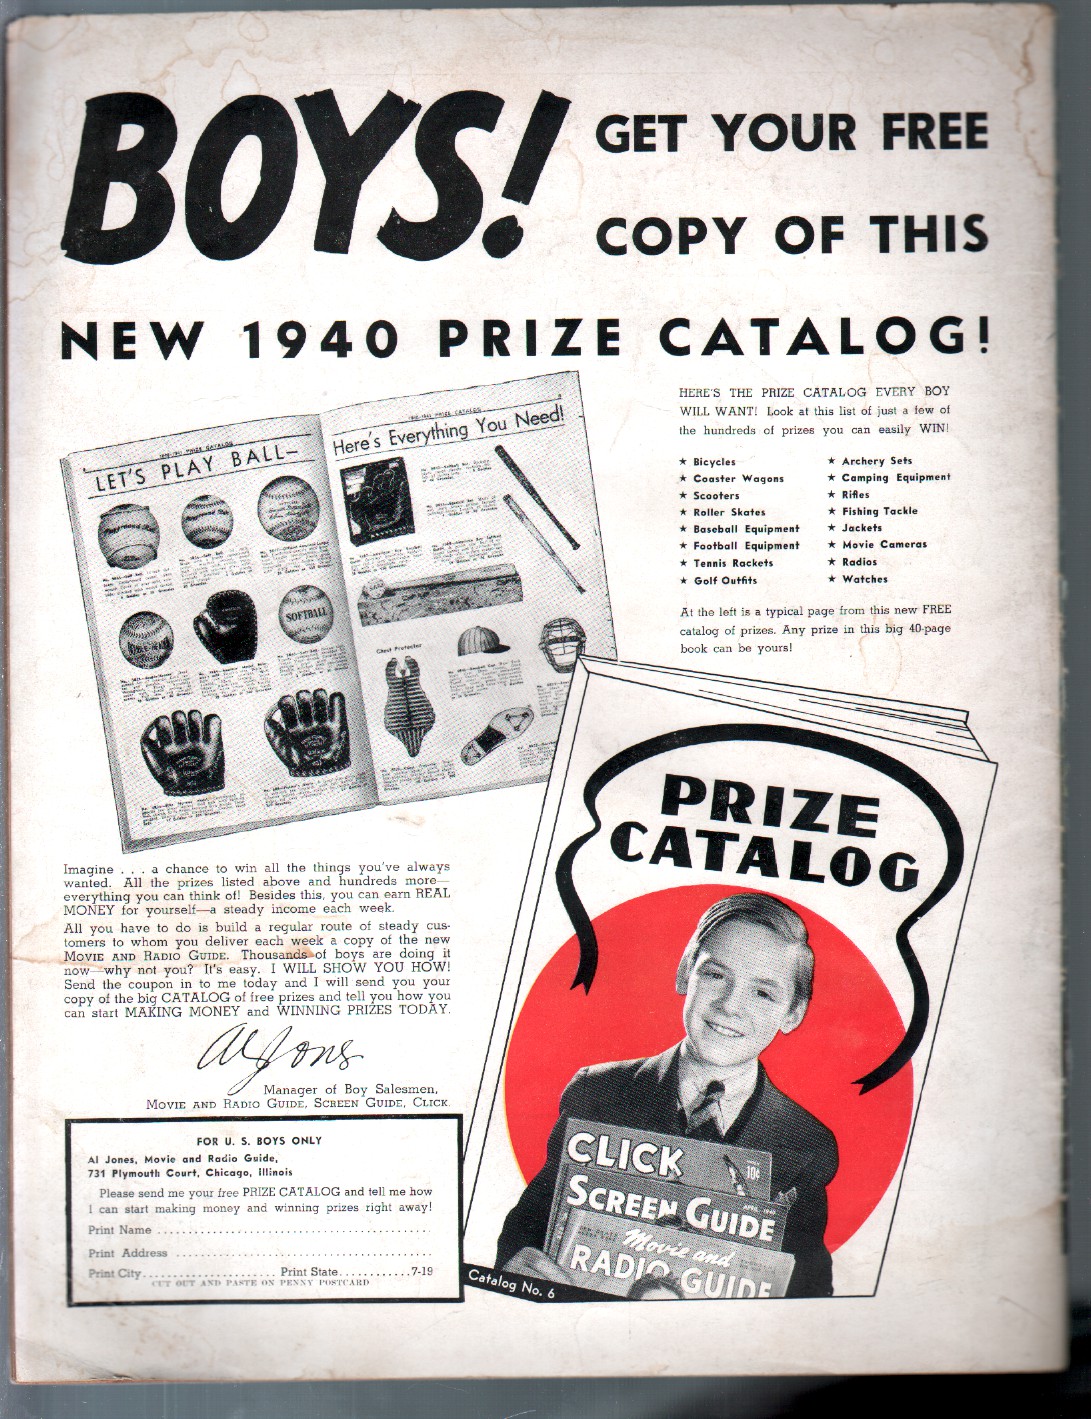 BOYS!
GET YOUR FREE
COPY OF THIS
NEW 1940 PRIZE CATALOG!
HERE'S THE PRIZE CATALOG EVERY BOY
WILL WANT! Look at this list of just a few of
the hundreds of prizes you can easily WIN!
★ Bicycles
★ Coaster Wagons
★ Scooters
★ Roller Skates
★ Baseball Equipment
★ Football Equipment
★ Tennis Rackets
★ Golf Outfits
★ Archery Sets
★ Camping Equipment
★ Rifles
★ Fishing Tackle
★ Jackets
★ Movie Cameras
★ Radios
★ Watches
At the left is a typical page from this new FREE
catalog of prizes. Any prize in this big 40-page
book can be yours!
1940-1941 PRIZE CATALOG
LET'S PLAY BALL—
SOFTBALL
1940-1941 PRIZE CATALOG
Here's Everything You Need!
Chest Protector
PRIZE
CATALOG
CLICK
10¢
SCREEN GUIDE
APRIL 1940
Movie and
RADIO GUIDE
Catalog No. 6
Imagine . . . a chance to win all the things you've always
wanted. All the prizes listed above and hundreds more—
everything you can think of! Besides this, you can earn REAL
MONEY for yourself—a steady income each week.
All you have to do is build a regular route of steady cus-
tomers to whom you deliver each week a copy of the new
MOVIE AND RADIO GUIDE. Thousands of boys are doing it
now—why not you? It's easy. I WILL SHOW YOU HOW!
Send the coupon in to me today and I will send you your
copy of the big CATALOG of free prizes and tell you how you
can start MAKING MONEY and WINNING PRIZES TODAY.
Al Jones
Manager of Boy Salesmen,
MOVIE AND RADIO GUIDE, SCREEN GUIDE, CLICK.
FOR U. S. BOYS ONLY
Al Jones, Movie and Radio Guide,
731 Plymouth Court, Chicago, Illinois
Please send me your free PRIZE CATALOG and tell me how
I can start making money and winning prizes right away!
Print Name ........................................
Print Address .....................................
Print City...................... Print State............7-19
CUT OUT AND PASTE ON PENNY POSTCARD